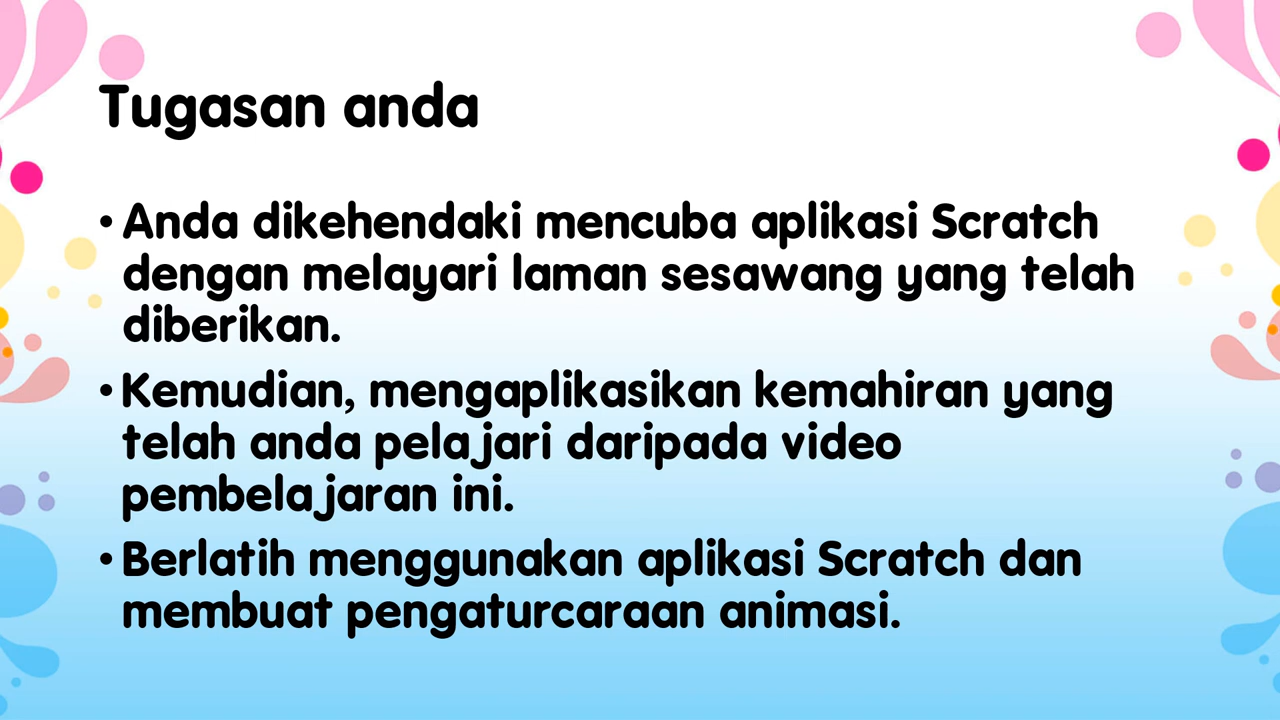 Tugasan anda
• Anda dikehendaki mencuba aplikasi Scratch
dengan melayari laman sesawang yang telah
diberikan.
• Kemudian, mengaplikasikan kemahiran yang
telah anda pelajari daripada video
pembelajaran ini.
• Berlatih menggunakan aplikasi Scratch dan
membuat pengaturcaraan animasi.